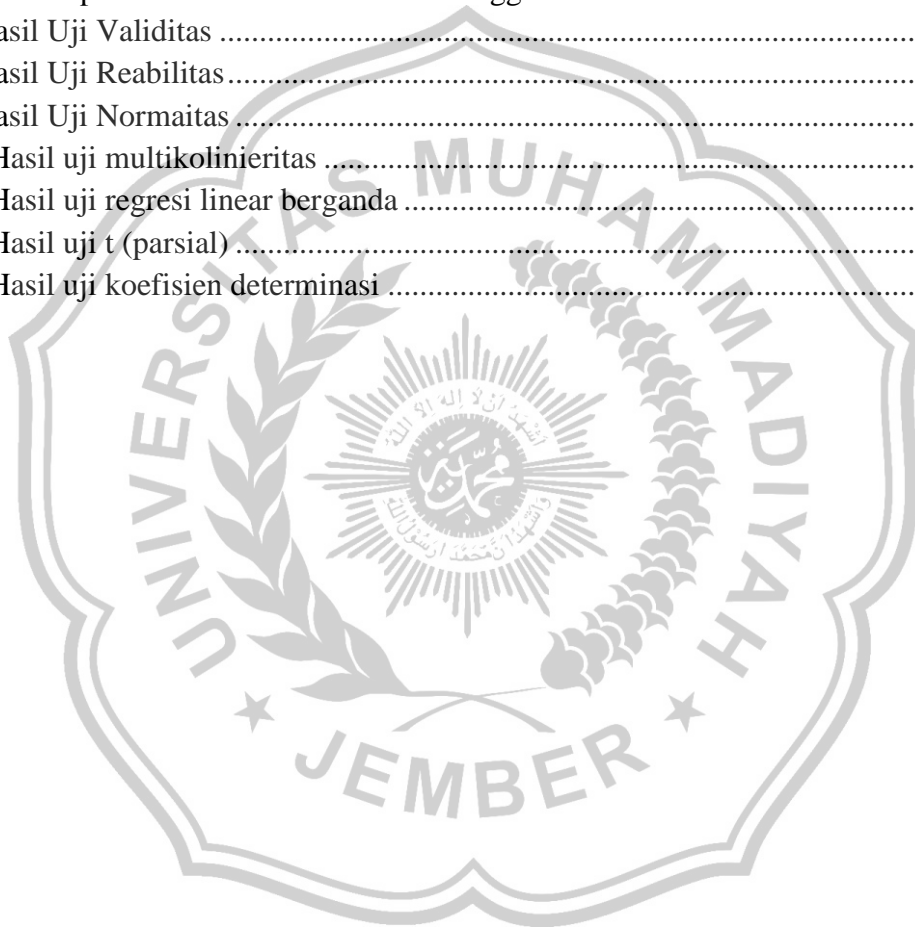 asil Uji Validitas ........................................................................................
asil Uji Reabilitas.......................................................................................
asil Uji Normaitas......................................................................................
Hasil uji multikolinieritas ...........................................................................
Hasil uji regresi linear berganda .................................................................
Hasil uji t (parsial) ......................................................................................
Hasil uji koefisien determinasi ...................................................................
UNIVERSITAS MUHAMMADIYAH
JEMBER